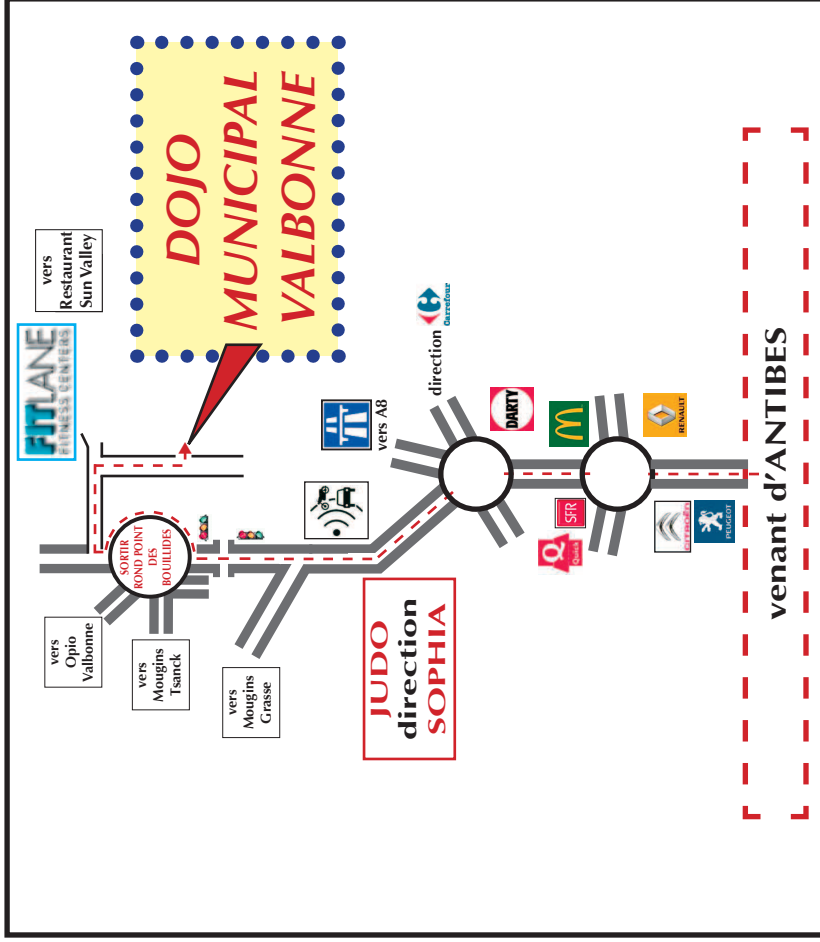 vers
Restaurant
Sun Valley
FITLANE
FITNESS CENTERS
DOJO
MUNICIPAL
VALBONNE
SORTIR
ROND POINT
DES
BOUILLIDES
vers
Opio
Valbonne
vers
Mougins
Tsanck
vers
Mougins
Grasse
vers A8
direction
Carrefour
JUDO
direction
SOPHIA
DARTY
SFR
Q
Quick
RENAULT
CITROËN
PEUGEOT
venant d'ANTIBES